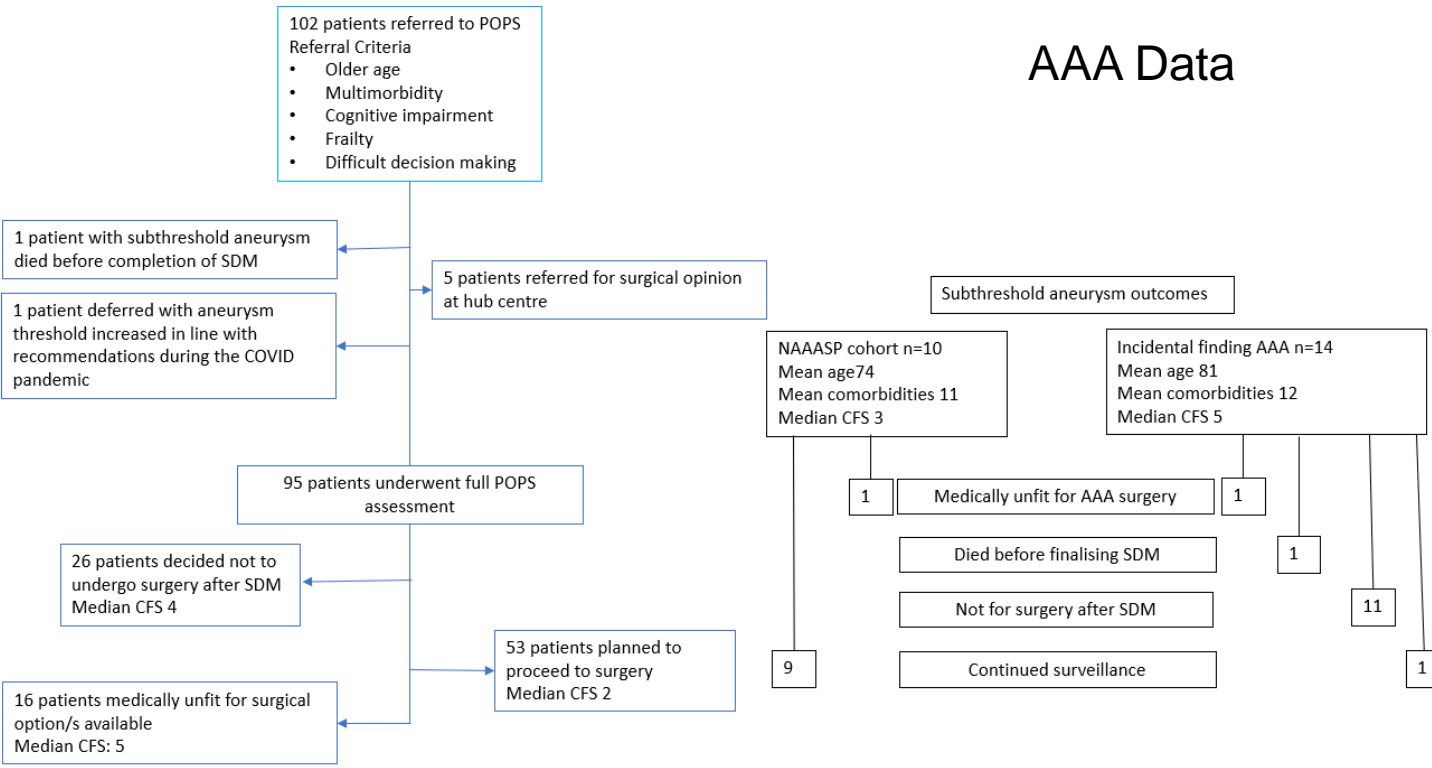 AAA Data
102 patients referred to POPS
Referral Criteria
• Older age
• Multimorbidity
• Cognitive impairment
• Frailty
• Difficult decision making
1 patient with subthreshold aneurysm
died before completion of SDM
5 patients referred for surgical opinion
at hub centre
1 patient deferred with aneurysm
threshold increased in line with
recommendations during the COVID
pandemic
95 patients underwent full POPS
assessment
26 patients decided not to
undergo surgery after SDM
Median CFS 4
53 patients planned to
proceed to surgery
Median CFS 2
16 patients medically unfit for surgical
option/s available
Median CFS: 5
Subthreshold aneurysm outcomes
NAAASP cohort n=10
Mean age74
Mean comorbidities 11
Median CFS 3
Incidental finding AAA n=14
Mean age 81
Mean comorbidities 12
Median CFS 5
1
Medically unfit for AAA surgery
1
Died before finalising SDM
1
Not for surgery after SDM
11
9
Continued surveillance
1